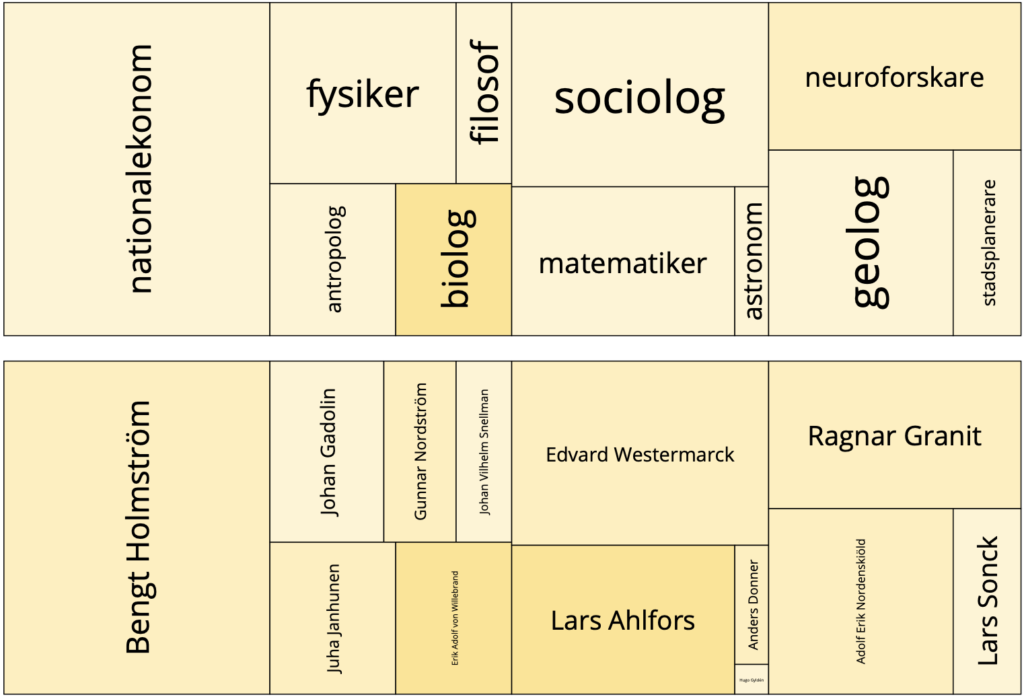 nationalekonom
fysiker
filosof
sociolog
neuroforskare
antropolog
biolog
matematiker
astronom
geolog
stadsplanerare
Bengt Holmström
Johan Gadolin
Gunnar Nordström
Johan Vilhelm Snellman
Edvard Westermarck
Ragnar Granit
Juha Janhunen
Erik Adolf von Willebrand
Lars Ahlfors
Anders Donner
Hugo Gyldén
Adolf Erik Nordenskiöld
Lars Sonck